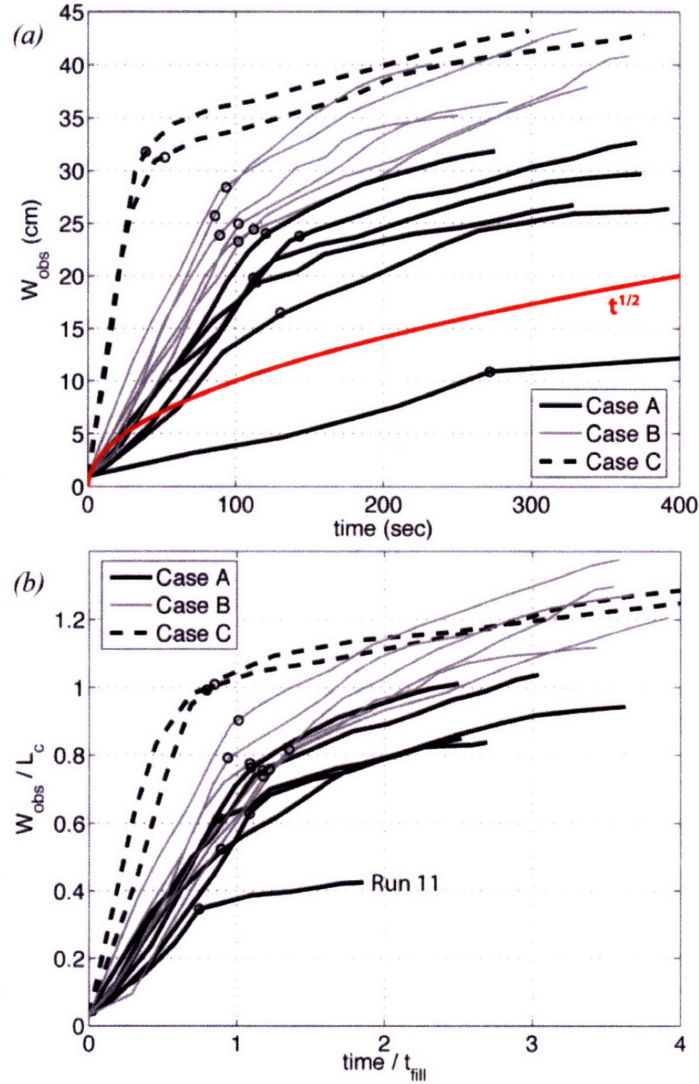 (a)
45
40
35
30
25
20
15
10
5
0
W_obs (cm)
t^1/2
Case A
Case B
Case C
0 100 200 300 400
time (sec)
(b)
Case A
Case B
Case C
1.2
1
0.8
0.6
0.4
0.2
0
W_obs / L_c
Run 11
0 1 2 3 4
time / t_fill